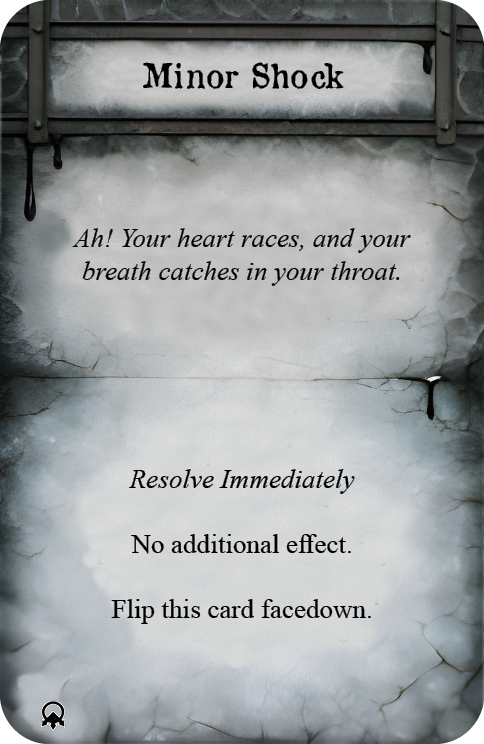 Minor Shock
Ah! Your heart races, and your
breath catches in your throat.
Resolve Immediately
No additional effect.
Flip this card facedown.